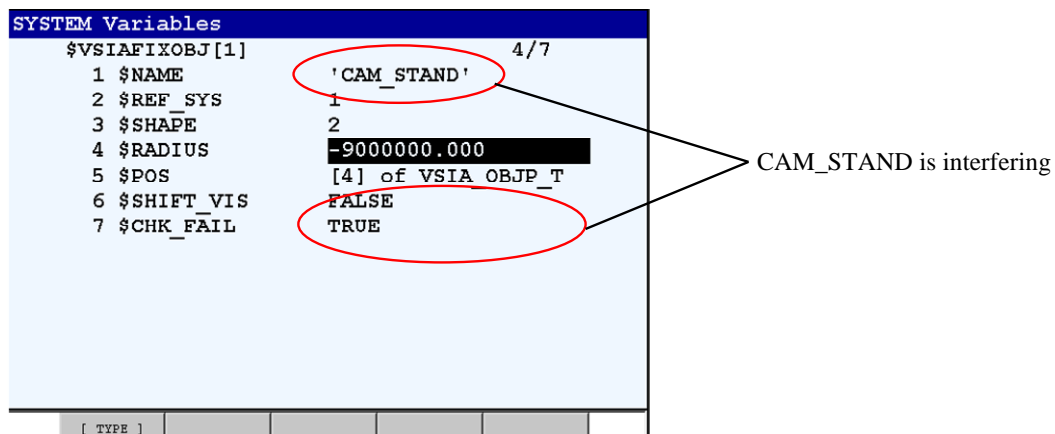 SYSTEM Variables
$VSIAFIXOBJ[1] 4/7
1 $NAME 'CAM_STAND'
2 $REF_SYS 1
3 $SHAPE 2
4 $RADIUS -9000000.000
5 $POS [4] of VSIA_OBJP_T
6 $SHIFT_VIS FALSE
7 $CHK_FAIL TRUE
CAM_STAND is interfering
[ TYPE ]